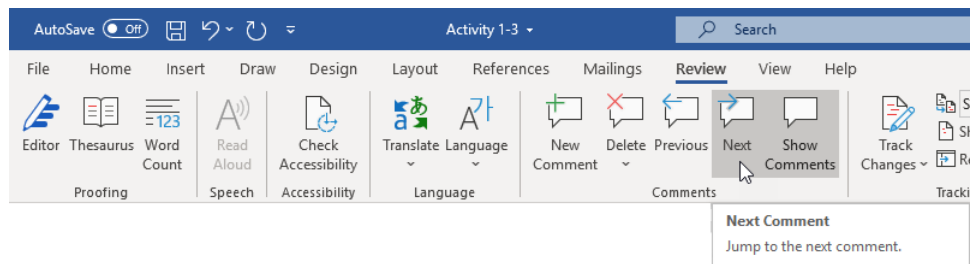 AutoSave Off Activity 1-3 Search
File Home Insert Draw Design Layout References Mailings Review View Help
Editor Thesaurus Word Count
Read Aloud
Check Accessibility
Translate Language
New Comment Delete Previous Next Show Comments
Track Changes
Proofing Speech Accessibility Language Comments
Next Comment
Jump to the next comment.